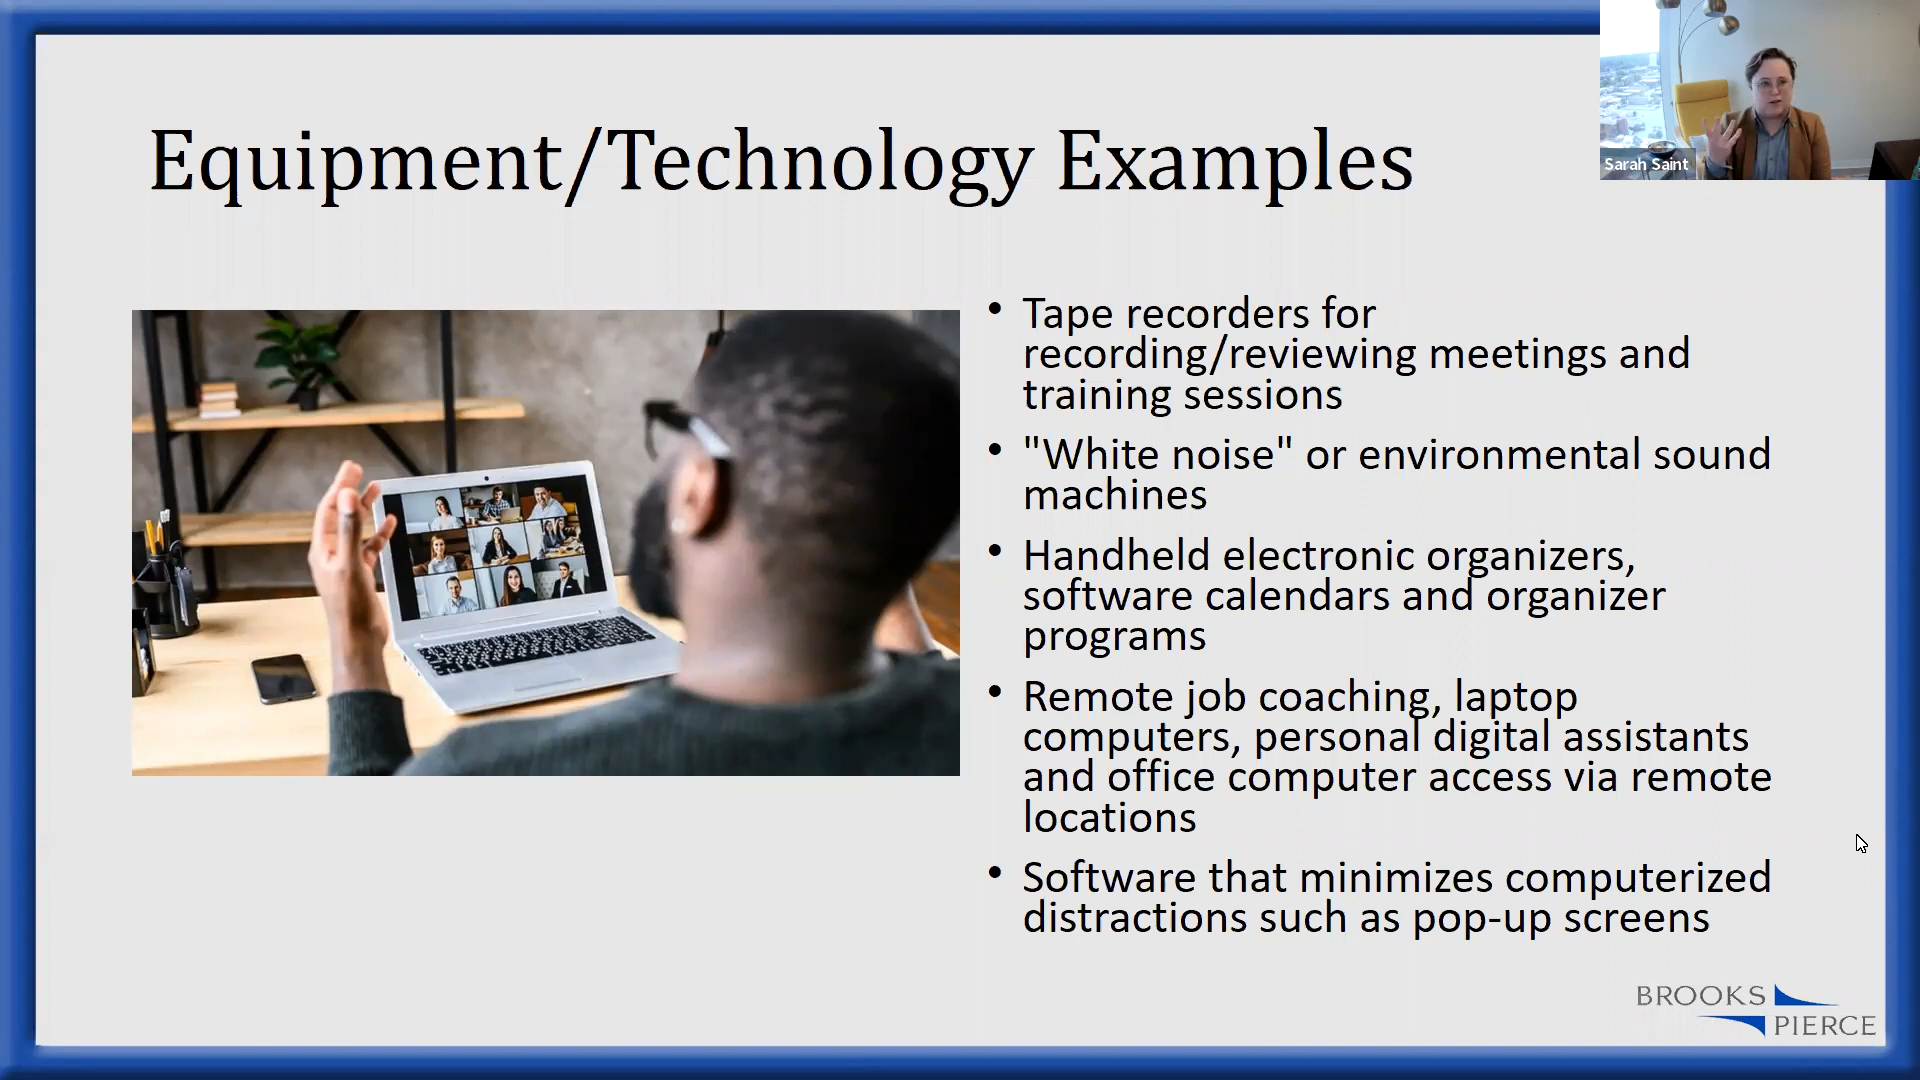 Equipment/Technology Examples
Sarah Saint
• Tape recorders for
recording/reviewing meetings and
training sessions
• "White noise" or environmental sound
machines
• Handheld electronic organizers,
software calendars and organizer
programs
• Remote job coaching, laptop
computers, personal digital assistants
and office computer access via remote
locations
• Software that minimizes computerized
distractions such as pop-up screens
BROOKS
PIERCE